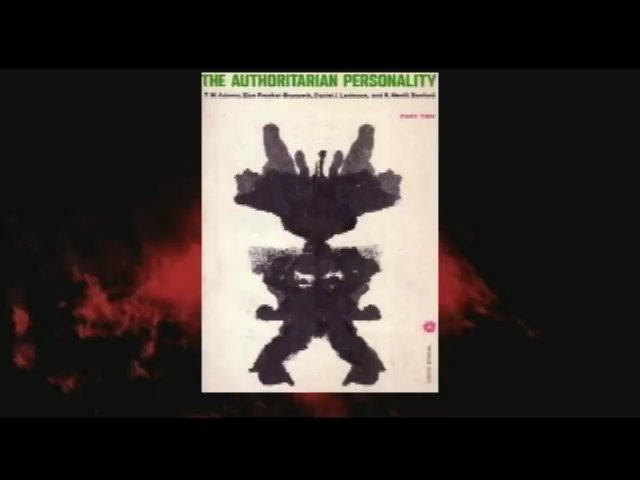 THE AUTHORITARIAN PERSONALITY
T. W. Adorno, Else Frenkel-Brunswik, Daniel J. Levinson, and R. Nevitt Sanford
PART TWO